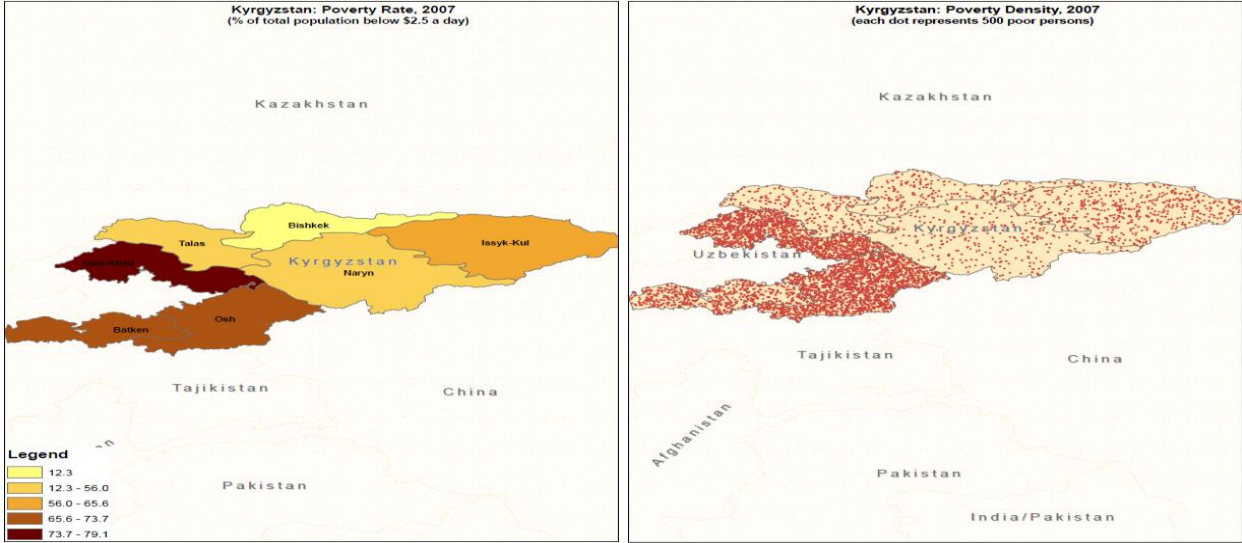 Kyrgyzstan: Poverty Rate, 2007
(% of total population below $2.5 a day)
Kazakhstan
Bishkek
Talas
Issyk-Kul
Jalal-Abad
Kyrgyzstan
Naryn
Osh
Batken
Tajikistan
China
Pakistan
Legend
12.3
12.3 - 56.0
56.0 - 65.6
65.6 - 73.7
73.7 - 79.1
Kyrgyzstan: Poverty Density, 2007
(each dot represents 500 poor persons)
Kazakhstan
Kyrgyzstan
Uzbekistan
Tajikistan
China
Afghanistan
Pakistan
India/Pakistan